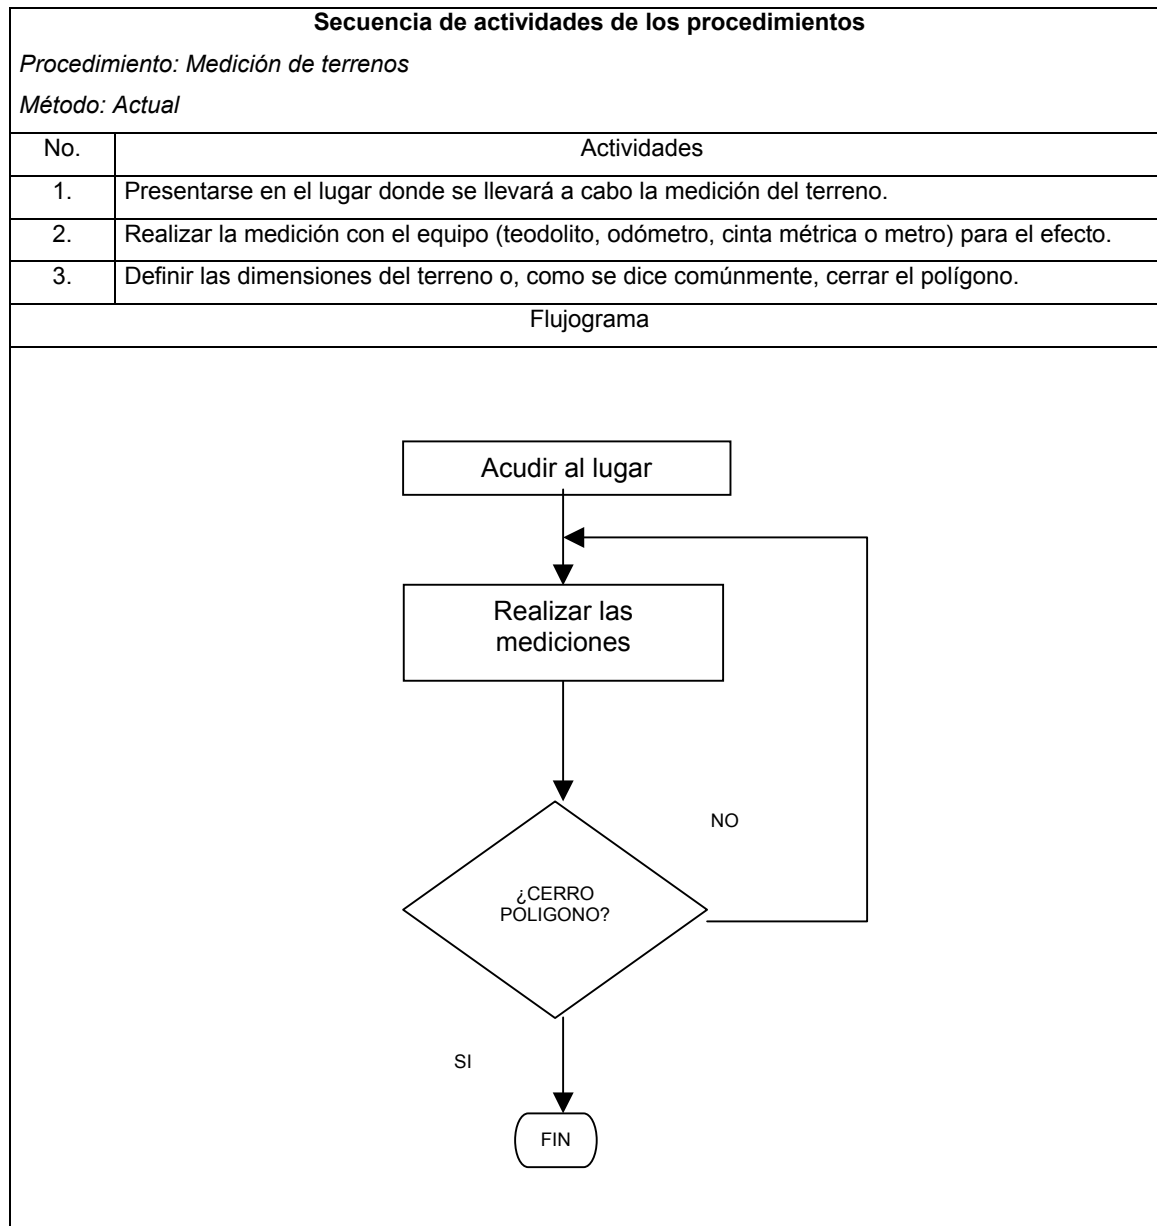 Secuencia de actividades de los procedimientos
Procedimiento: Medición de terrenos
Método: Actual
No. Actividades
1. Presentarse en el lugar donde se llevará a cabo la medición del terreno.
2. Realizar la medición con el equipo (teodolito, odómetro, cinta métrica o metro) para el efecto.
3. Definir las dimensiones del terreno o, como se dice comúnmente, cerrar el polígono.
Flujograma
Acudir al lugar
Realizar las
mediciones
NO
¿CERRO
POLIGONO?
SI
FIN